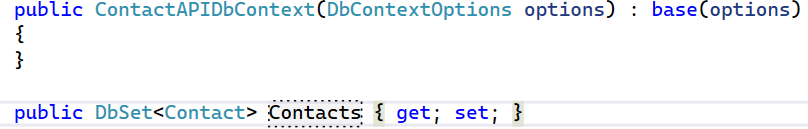 public ContactAPIDbContext(DbContextOptions options) : base(options)
{
}
public DbSet<Contact> Contacts { get; set; }